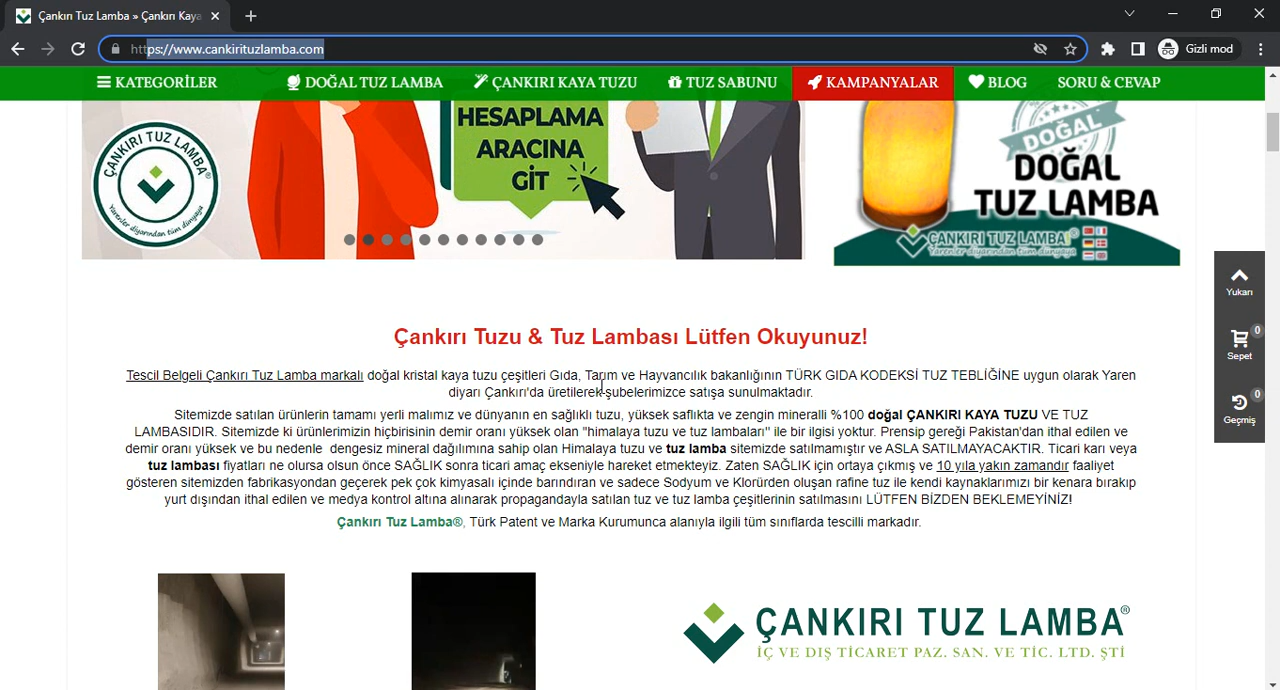 Çankırı Tuz Lamba » Çankırı Kaya
https://www.cankirituzlamba.com
Gizli mod
KATEGORİLER
DOĞAL TUZ LAMBA
ÇANKIRI KAYA TUZU
TUZ SABUNU
KAMPANYALAR
BLOG
SORU & CEVAP
ÇANKIRI TUZ LAMBA®
Yarenler diyarından tüm dünyaya
HESAPLAMA
ARACINA
GİT
DOĞAL
DOĞAL
TUZ LAMBA
ÇANKIRI TUZ LAMBA®
Yarenler diyarından tüm dünyaya
Yukarı
0
Sepet
0
Geçmiş
Çankırı Tuzu & Tuz Lambası Lütfen Okuyunuz!
Tescil Belgeli Çankırı Tuz Lamba markalı doğal kristal kaya tuzu çeşitleri Gıda, Tarım ve Hayvancılık bakanlığının TÜRK GIDA KODEKSİ TUZ TEBLİĞİNE uygun olarak Yaren
diyarı Çankırı'da üretilerek şubelerimizce satışa sunulmaktadır.
Sitemizde satılan ürünlerin tamamı yerli malımız ve dünyanın en sağlıklı tuzu, yüksek saflıkta ve zengin mineralli %100 doğal ÇANKIRI KAYA TUZU VE TUZ
LAMBASIDIR. Sitemizde ki ürünlerimizin hiçbirisinin demir oranı yüksek olan "himalaya tuzu ve tuz lambaları" ile bir ilgisi yoktur. Prensip gereği Pakistan'dan ithal edilen ve
demir oranı yüksek ve bu nedenle dengesiz mineral dağılımına sahip olan Himalaya tuzu ve tuz lamba sitemizde satılmamıştır ve ASLA SATILMAYACAKTIR. Ticari karı veya
tuz lambası fiyatları ne olursa olsun önce SAĞLIK sonra ticari amaç ekseniyle hareket etmekteyiz. Zaten SAĞLIK için ortaya çıkmış ve 10 yıla yakın zamandır faaliyet
gösteren sitemizden fabrikasyondan geçerek pek çok kimyasalı içinde barındıran ve sadece Sodyum ve Klorürden oluşan rafine tuz ile kendi kaynaklarımızı bir kenara bırakıp
yurt dışından ithal edilen ve medya kontrol altına alınarak propagandayla satılan tuz ve tuz lamba çeşitlerinin satılmasını LÜTFEN BİZDEN BEKLEMEYİNİZ!
Çankırı Tuz Lamba®, Türk Patent ve Marka Kurumunca alanıyla ilgili tüm sınıflarda tescilli markadır.
ÇANKIRI TUZ LAMBA®
İÇ VE DIŞ TİCARET PAZ. SAN. VE TİC. LTD. ŞTİ